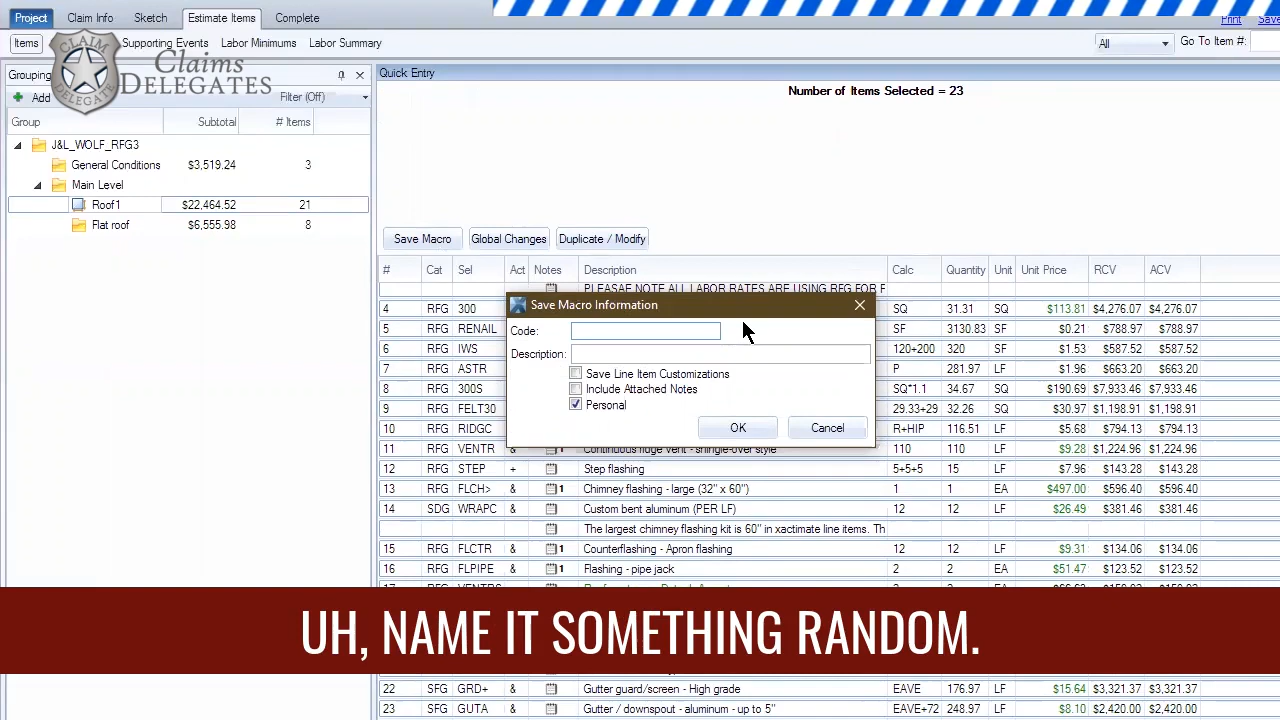 Project Claim Info Sketch Estimate Items Complete Print Save
Items Supporting Events Labor Minimums Labor Summary All Go To Item #:
Claims
DELEGATES
CLAIM
DELEGATE
Grouping
Add Filter (Off)
Group Subtotal # Items
J&L_WOLF_RFG3
General Conditions $3,519.24 3
Main Level
Roof1 $22,464.52 21
Flat roof $6,555.98 8
Quick Entry
Number of Items Selected = 23
Save Macro Global Changes Duplicate / Modify
# Cat Sel Act Notes Description Calc Quantity Unit Unit Price RCV ACV
PLEASAE NOTE ALL LABOR RATES ARE USING RFG FOR F
4 RFG 300 SQ 31.31 SQ $113.81 $4,276.07 $4,276.07
5 RFG RENAIL SF 3130.83 SF $0.21 $788.97 $788.97
6 RFG IWS 120+200 320 SF $1.53 $587.52 $587.52
7 RFG ASTR P 281.97 LF $1.96 $663.20 $663.20
8 RFG 300S SQ*1.1 34.67 SQ $190.69 $7,933.46 $7,933.46
9 RFG FELT30 29.33+29 32.26 SQ $30.97 $1,198.91 $1,198.91
10 RFG RIDGC R+HIP 116.51 LF $5.68 $794.13 $794.13
11 RFG VENTR & 1 Continuous ridge vent - shingle-over style 110 110 LF $9.28 $1,224.96 $1,224.96
12 RFG STEP + Step flashing 5+5+5 15 LF $7.96 $143.28 $143.28
13 RFG FLCH> & 1 Chimney flashing - large (32" x 60") 1 1 EA $497.00 $596.40 $596.40
14 SDG WRAPC & Custom bent aluminum (PER LF) 12 12 LF $26.49 $381.46 $381.46
The largest chimney flashing kit is 60" in xactimate line items. Th
15 RFG FLCTR & 1 Counterflashing - Apron flashing 12 12 LF $9.31 $134.06 $134.06
16 RFG FLPIPE & 1 Flashing - pipe jack 2 2 EA $51.47 $123.52 $123.52
Save Macro Information
Code:
Description:
Save Line Item Customizations
Include Attached Notes
Personal
OK Cancel
UH, NAME IT SOMETHING RANDOM.
22 SFG GRD+ & Gutter guard/screen - High grade EAVE 176.97 LF $15.64 $3,321.37 $3,321.37
23 SFG GUTA & Gutter / downspout - aluminum - up to 5" EAVE+72 248.97 LF $8.10 $2,420.00 $2,420.00